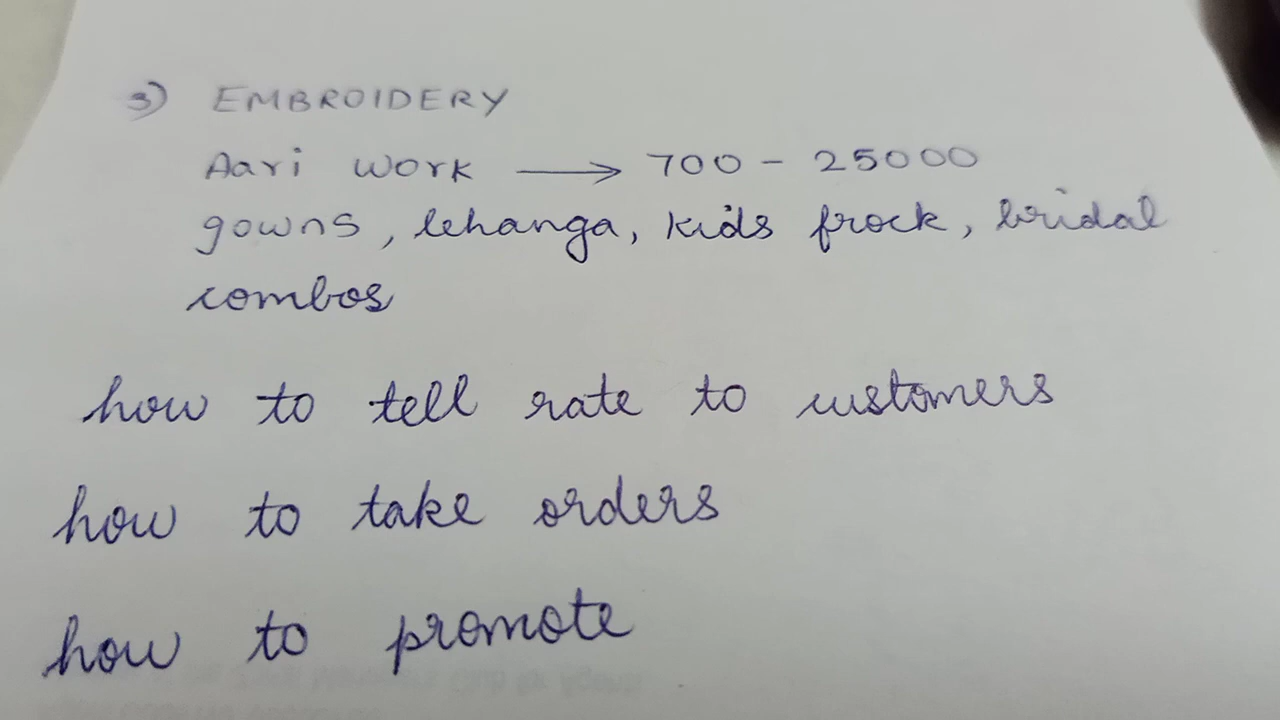 3) EMBROIDERY
Aari work → 700 - 25000
gowns, lehanga, kids frock, bridal
combos
how to tell rate to customers
how to take orders
how to promote